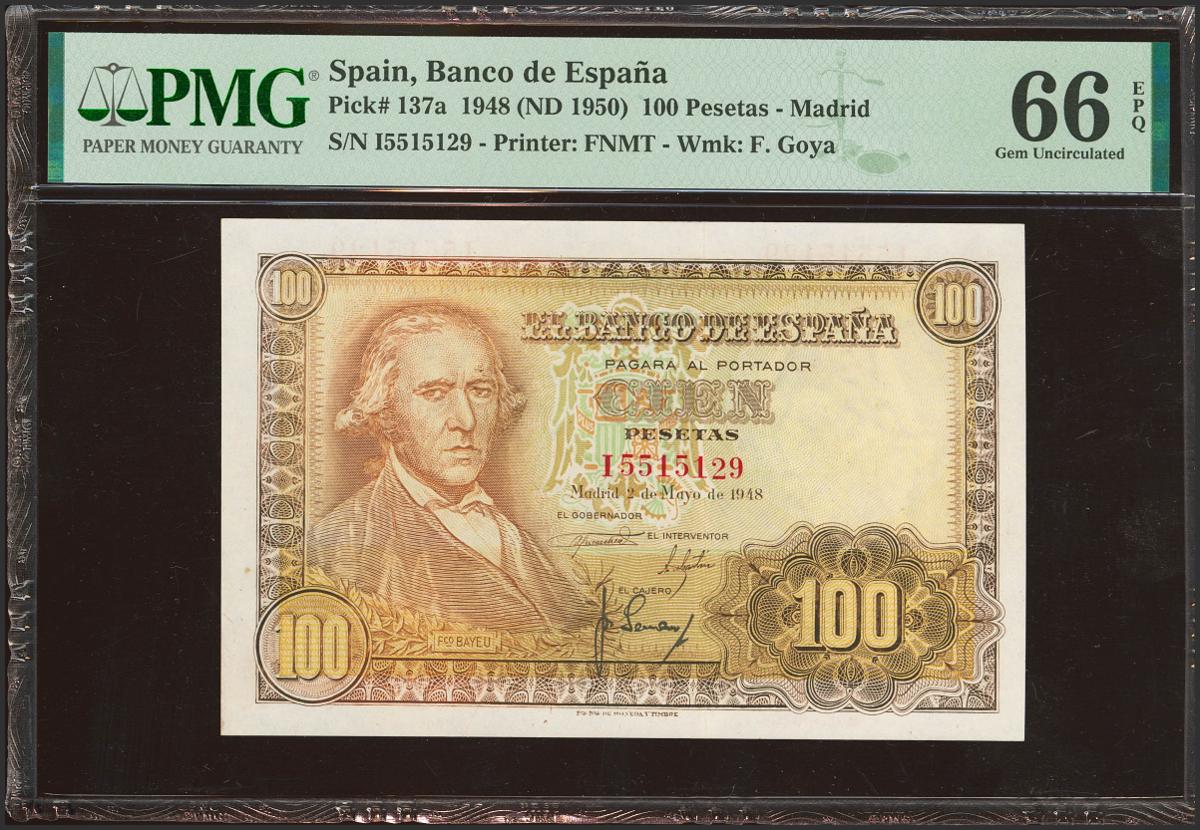 PMG®
PAPER MONEY GUARANTY
Spain, Banco de España
Pick# 137a 1948 (ND 1950) 100 Pesetas - Madrid
S/N I5515129 - Printer: FNMT - Wmk: F. Goya
66
EPQ
Gem Uncirculated
100
100
EL BANCO DE ESPAÑA
PAGARÁ AL PORTADOR
CIEN
PESETAS
I5515129
Madrid 2 de Mayo de 1948
EL GOBERNADOR
EL INTERVENTOR
EL CAJERO
100
FCO BAYEU
100